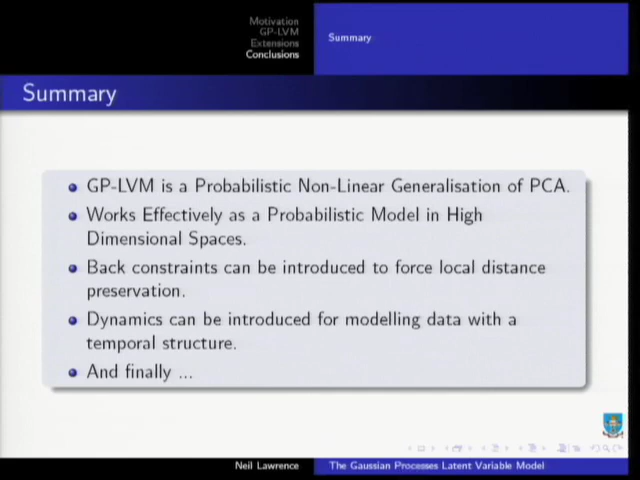 Motivation
GP-LVM
Extensions
Conclusions
Summary
Summary
GP-LVM is a Probabilistic Non-Linear Generalisation of PCA.
Works Effectively as a Probabilistic Model in High
Dimensional Spaces.
Back constraints can be introduced to force local distance
preservation.
Dynamics can be introduced for modelling data with a
temporal structure.
And finally ...
Neil Lawrence
The Gaussian Processes Latent Variable Model